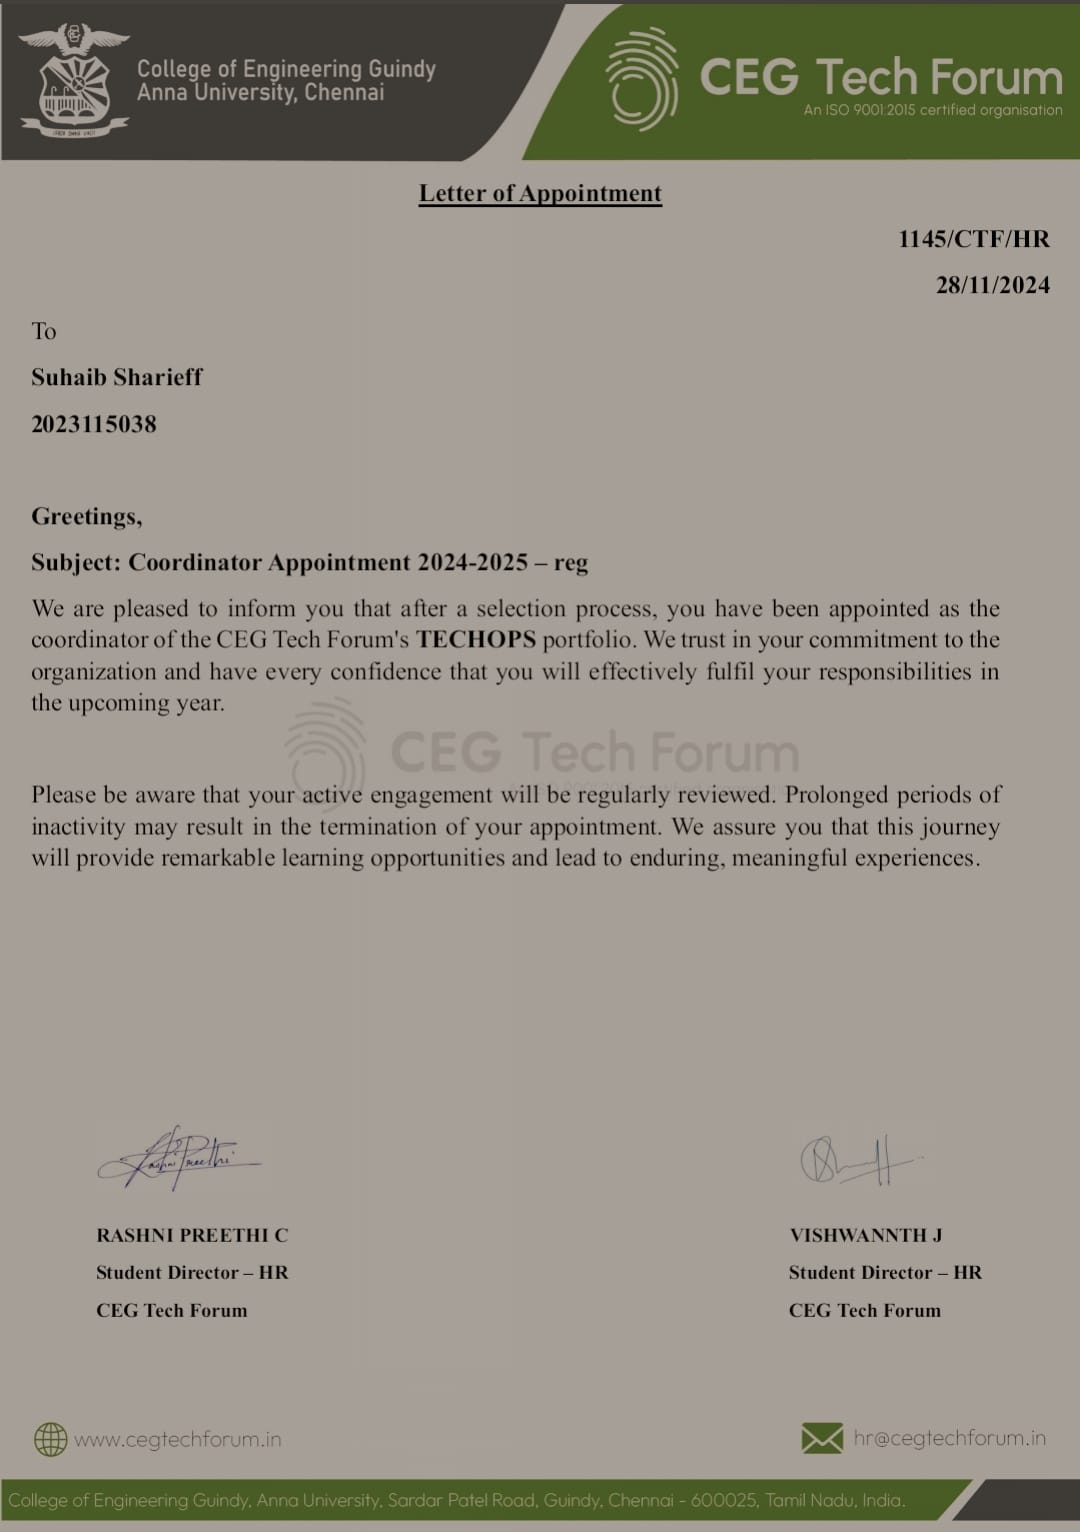 College of Engineering Guindy
Anna University, Chennai
CEG Tech Forum
An ISO 9001:2015 certified organisation
Letter of Appointment
1145/CTF/HR
28/11/2024
To
Suhaib Sharieff
2023115038
Greetings,
Subject: Coordinator Appointment 2024-2025 – reg
We are pleased to inform you that after a selection process, you have been appointed as the
coordinator of the CEG Tech Forum's TECHOPS portfolio. We trust in your commitment to the
organization and have every confidence that you will effectively fulfil your responsibilities in
the upcoming year.
CEG Tech Forum
Please be aware that your active engagement will be regularly reviewed. Prolonged periods of
inactivity may result in the termination of your appointment. We assure you that this journey
will provide remarkable learning opportunities and lead to enduring, meaningful experiences.
Rashni Preethi
RASHNI PREETHI C
Student Director – HR
CEG Tech Forum
VISHWANNTH J
Student Director – HR
CEG Tech Forum
www.cegtechforum.in
hr@cegtechforum.in
College of Engineering Guindy, Anna University, Sardar Patel Road, Guindy, Chennai - 600025, Tamil Nadu, India.